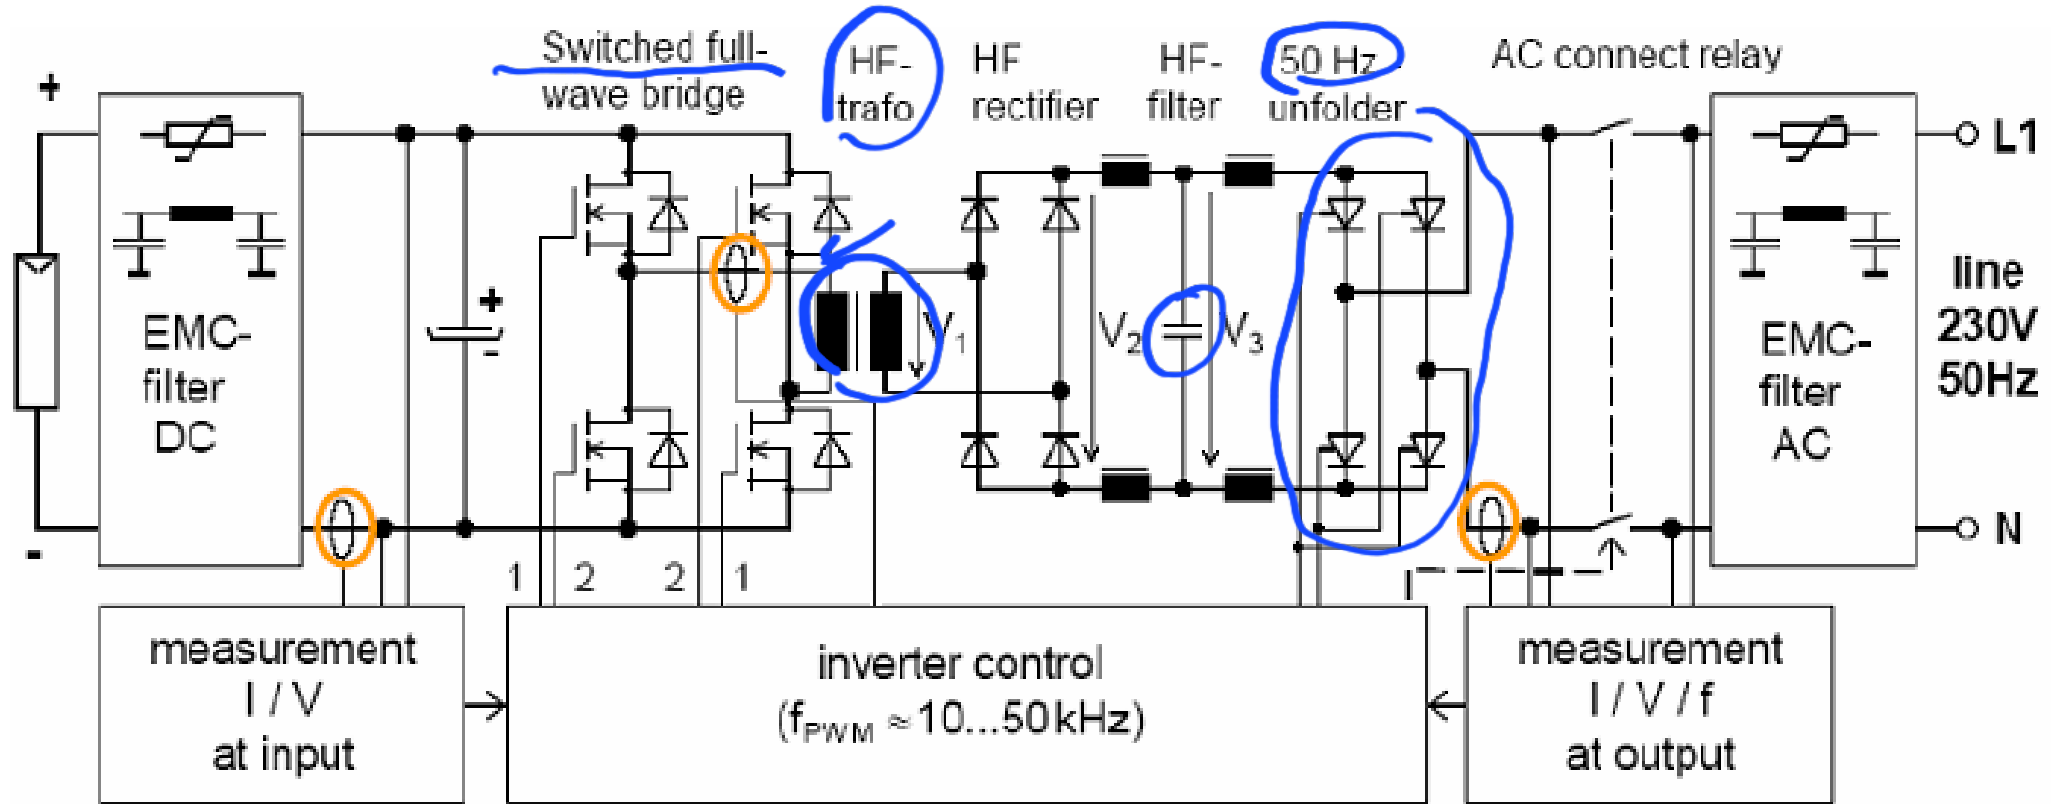 Switched full-
wave bridge
HF-
trafo
HF
rectifier
HF-
filter
50 Hz
unfolder
AC connect relay
+
-
EMC-
filter
DC
+
-
V1
V2
V3
EMC-
filter
AC
L1
line
230V
50Hz
N
1
2
2
1
measurement
I / V
at input
inverter control
(fPWM ≈ 10...50kHz)
measurement
I / V / f
at output